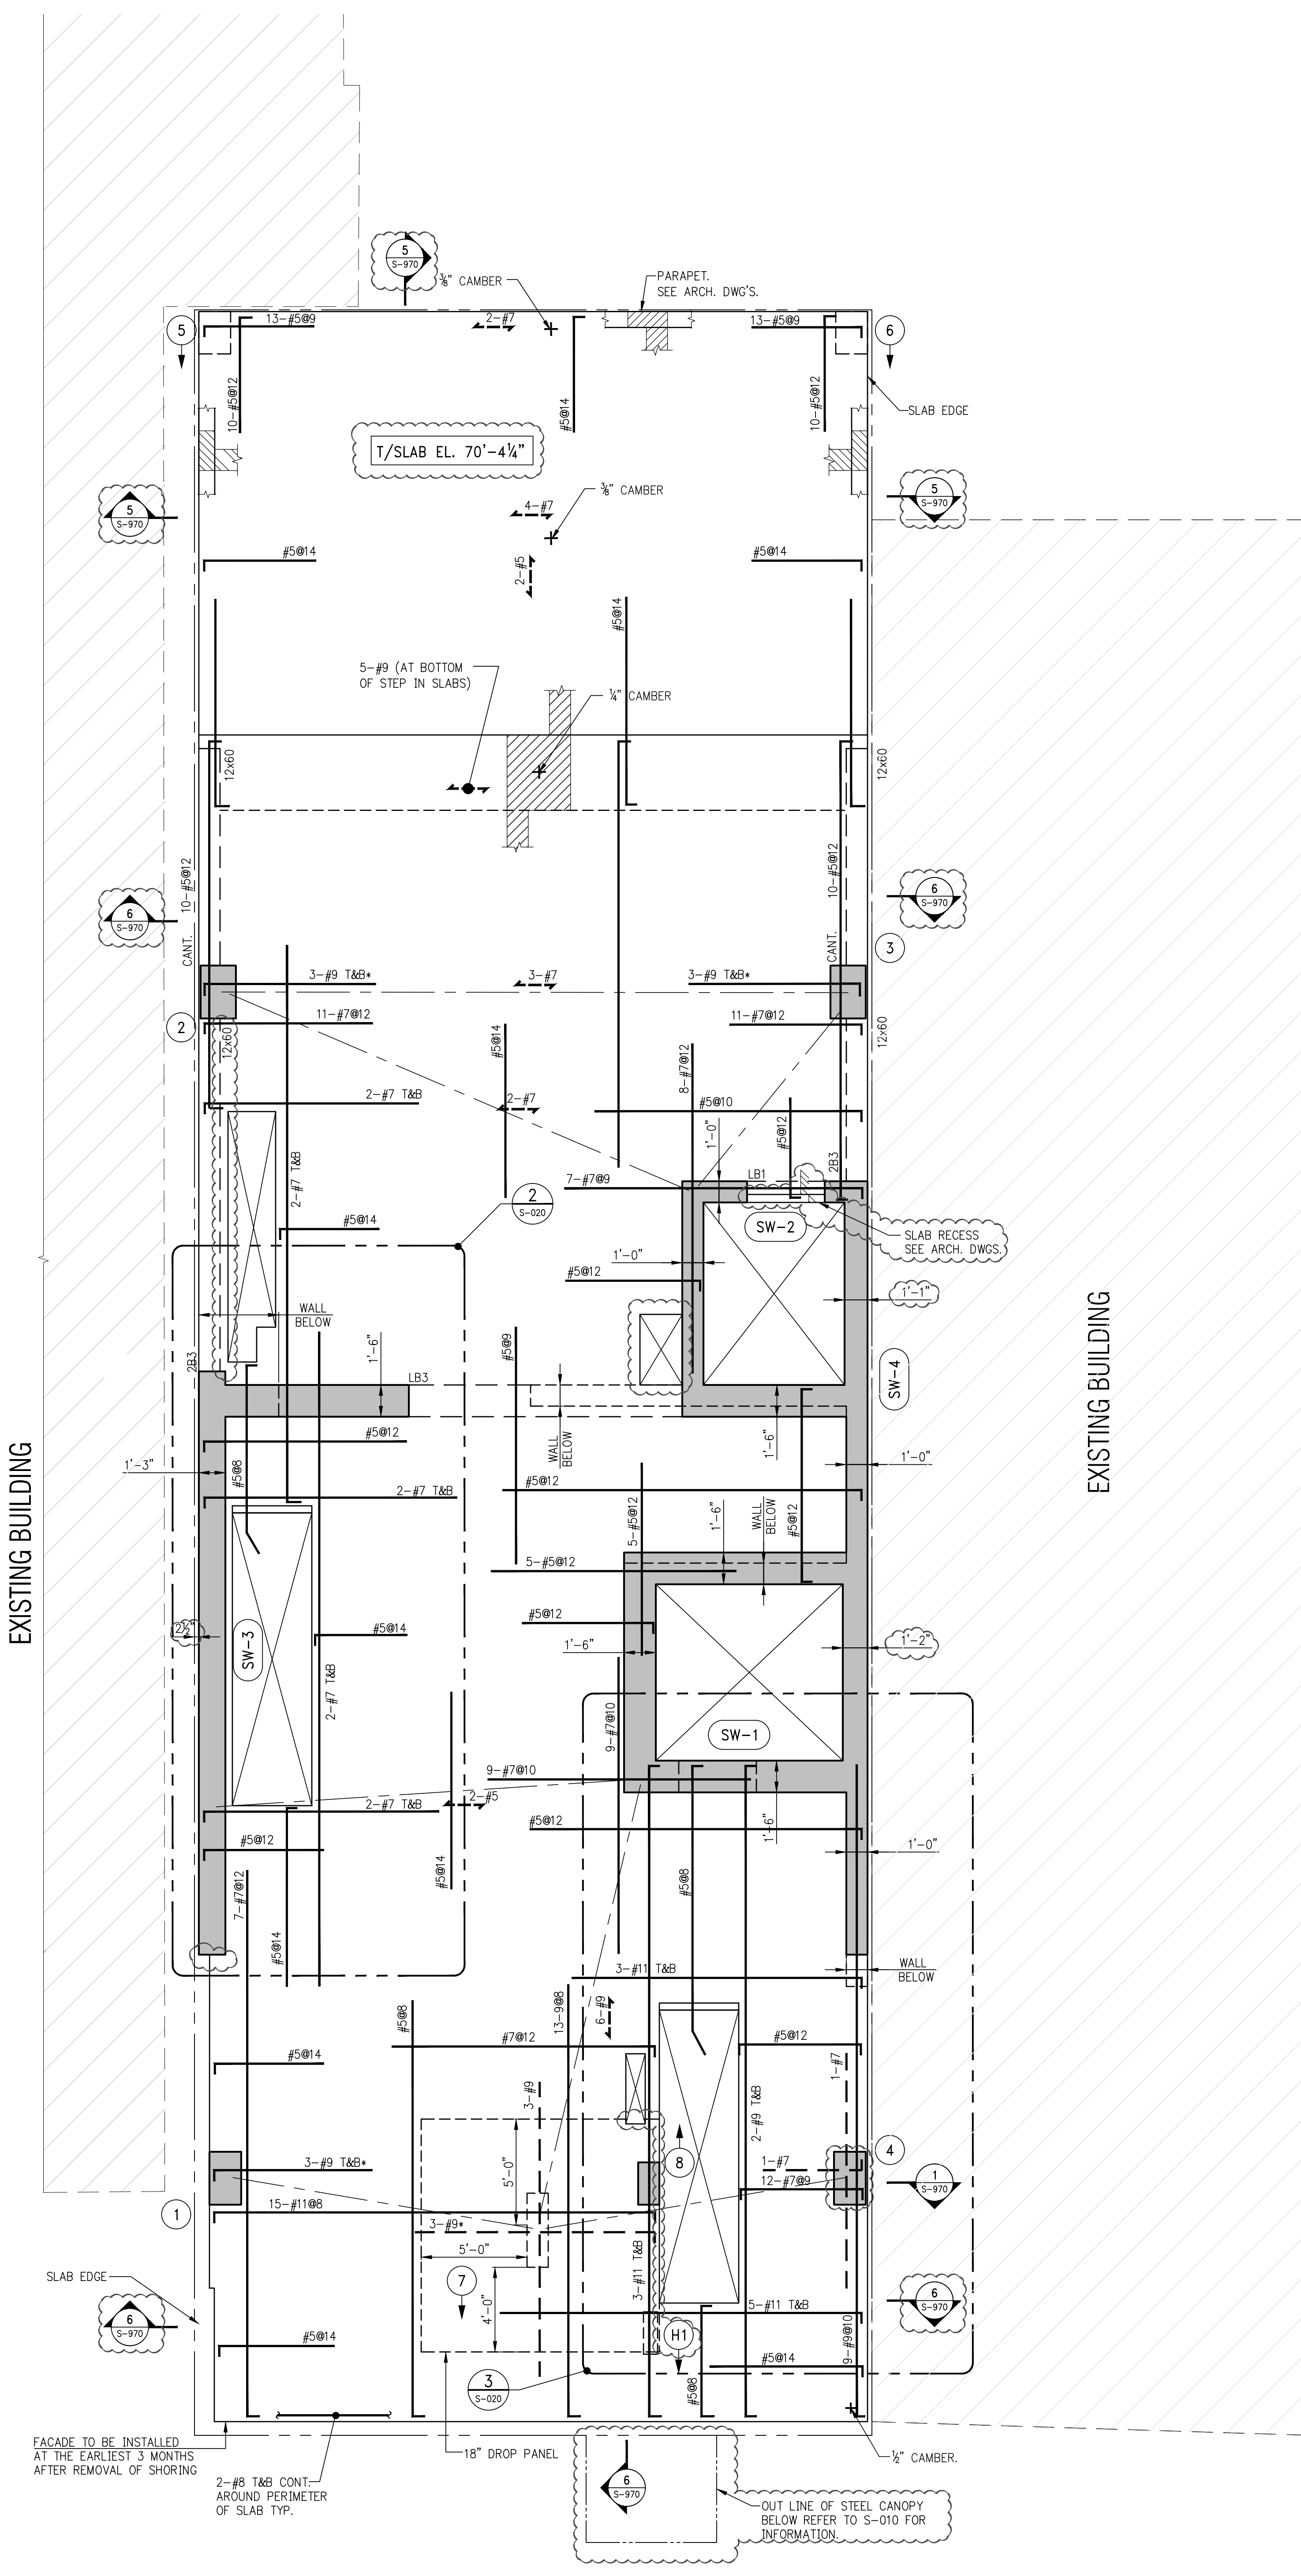 5
S-970
⅜" CAMBER
PARAPET.
SEE ARCH. DWG'S.
5
13-#5@9
2-#7
13-#5@9
6
10-#5@12
#5@14
10-#5@12
SLAB EDGE
T/SLAB EL. 70'-4¼"
5
S-970
⅜" CAMBER
5
S-970
4-#7
#5@14
2-#5
#5@14
#5@14
5-#9 (AT BOTTOM
OF STEP IN SLABS)
¼" CAMBER
12x60
12x60
10-#5@12
10-#5@12
6
S-970
6
S-970
CANT.
CANT.
3
3-#9 T&B*
3-#7
3-#9 T&B*
2
11-#7@12
11-#7@12
12x60
12x60
#5@14
8-#7@12
2-#7 T&B
2-#7
#5@10
1'-0"
#5@12
2-#7 T&B
7-#7@9
LB1
2B3
2
S-020
#5@14
SW-2
SLAB RECESS
SEE ARCH. DWGS.
1'-0"
#5@12
1'-1"
WALL
BELOW
1'-6"
#5@9
2B3
LB3
SW-4
EXISTING BUILDING
#5@12
WALL
BELOW
1'-6"
1'-3"
#5@8
1'-0"
2-#7 T&B
#5@12
EXISTING BUILDING
5-#5@12
1'-6"
WALL
BELOW
#5@12
5-#5@12
2½"
SW-3
#5@14
#5@12
1'-6"
1'-2"
2-#7 T&B
9-#7@10
SW-1
9-#7@10
2-#5
2-#7 T&B
#5@12
1'-6"
#5@12
1'-0"
7-#7@12
#5@14
#5@14
#5@8
3-#11 T&B
WALL
BELOW
#5@8
13-9@8
6-#9
#7@12
#5@12
#5@14
1-#7
3-#9
2-#9 T&B
5'-0"
8
4
3-#9 T&B*
1-#7
12-#7@9
1
S-970
1
15-#11@8
3-#9*
5'-0"
3-#11 T&B
SLAB EDGE
7
4'-0"
5-#11 T&B
6
S-970
6
S-970
#5@14
H1
9-#9@10
#5@14
3
S-020
#5@8
FACADE TO BE INSTALLED
AT THE EARLIEST 3 MONTHS
AFTER REMOVAL OF SHORING
18" DROP PANEL
½" CAMBER.
2-#8 T&B CONT.
AROUND PERIMETER
OF SLAB TYP.
6
S-970
OUT LINE OF STEEL CANOPY
BELOW REFER TO S-010 FOR
INFORMATION.